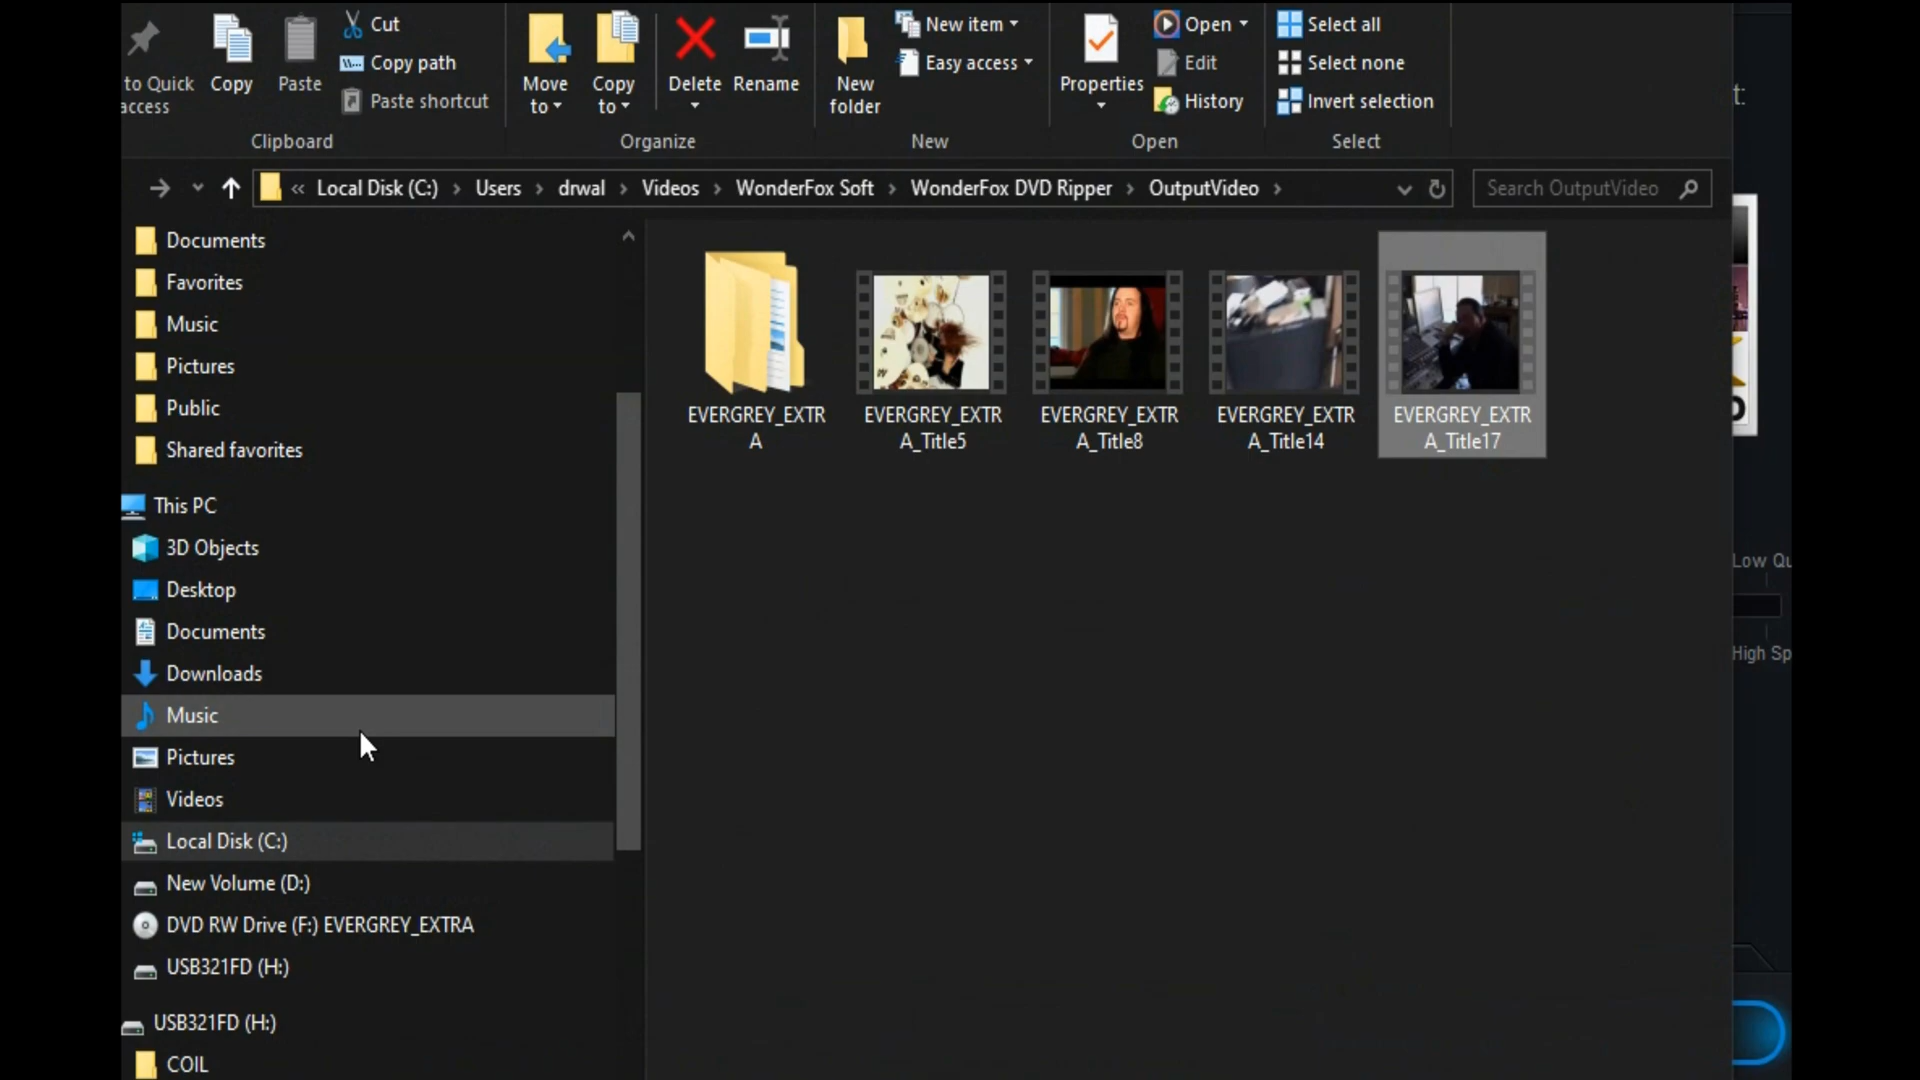 to Quick
access
Copy
Paste
Cut
Copy path
Paste shortcut
Clipboard
Move
to
Copy
to
Delete
Rename
Organize
New
folder
New item
Easy access
New
Properties
Open
Edit
History
Open
Select all
Select none
Invert selection
Select
t:
« Local Disk (C:) > Users > drwal > Videos > WonderFox Soft > WonderFox DVD Ripper > OutputVideo >
Search OutputVideo
Documents
Favorites
Music
Pictures
Public
Shared favorites
This PC
3D Objects
Desktop
Documents
Downloads
Music
Pictures
Videos
Local Disk (C:)
New Volume (D:)
DVD RW Drive (F:) EVERGREY_EXTRA
USB321FD (H:)
USB321FD (H:)
COIL
EVERGREY_EXTR
A
EVERGREY_EXTR
A_Title5
EVERGREY_EXTR
A_Title8
EVERGREY_EXTR
A_Title14
EVERGREY_EXTR
A_Title17
Low Qu
High Sp